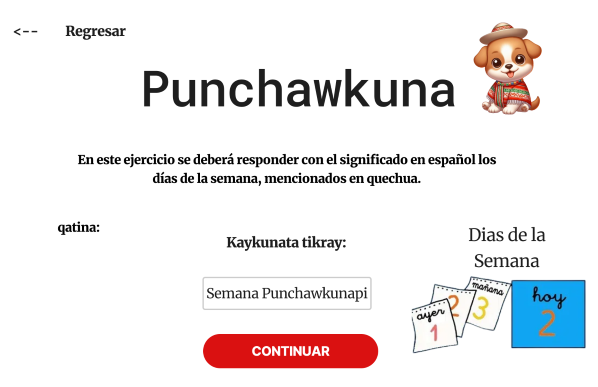 <-- Regresar
Punchawkuna
En este ejercicio se deberá responder con el significado en español los
días de la semana, mencionados en quechua.
qatina:
Kaykunata tikray:
Semana Punchawkunapi
CONTINUAR
Dias de la
Semana
ayer
1
2
mañana
3
hoy
2